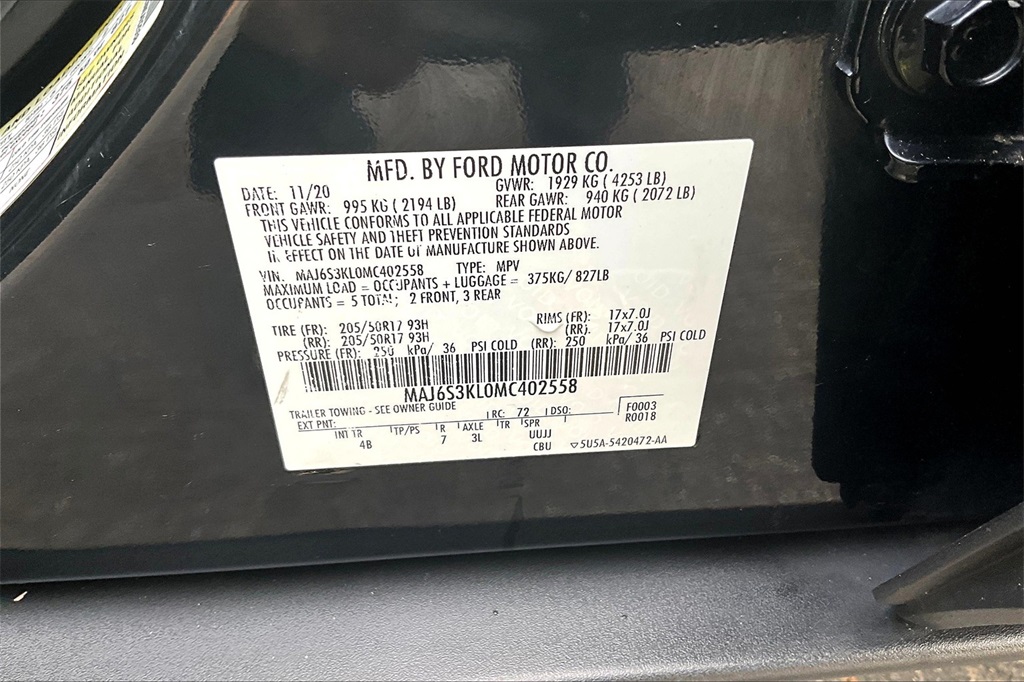 MFD. BY FORD MOTOR CO.
DATE: 11/20 GVWR: 1929 KG ( 4253 LB)
FRONT GAWR: 995 KG ( 2194 LB) REAR GAWR: 940 KG ( 2072 LB)
THIS VEHICLE CONFORMS TO ALL APPLICABLE FEDERAL MOTOR
VEHICLE SAFETY AND THEFT PREVENTION STANDARDS
IN EFFECT ON THE DATE OF MANUFACTURE SHOWN ABOVE.
VIN: MAJ6S3KL0MC402558 TYPE: MPV
MAXIMUM LOAD = OCCUPANTS + LUGGAGE = 375KG/ 827LB
OCCUPANTS = 5 TOTAL; 2 FRONT, 3 REAR
TIRE (FR): 205/50R17 93H RIMS (FR): 17x7.0J
(RR): 205/50R17 93H (RR): 17x7.0J
PRESSURE (FR): 250 kPa/ 36 PSI COLD (RR): 250 kPa/ 36 PSI COLD
MAJ6S3KL0MC402558
TRAILER TOWING - SEE OWNER GUIDE
EXT PNT: RC: 72 DSO: F0003
R0018
INT TR TP/PS R AXLE TR SPR
4B 7 3L UUJJ
CBU 5U5A-5420472-AA